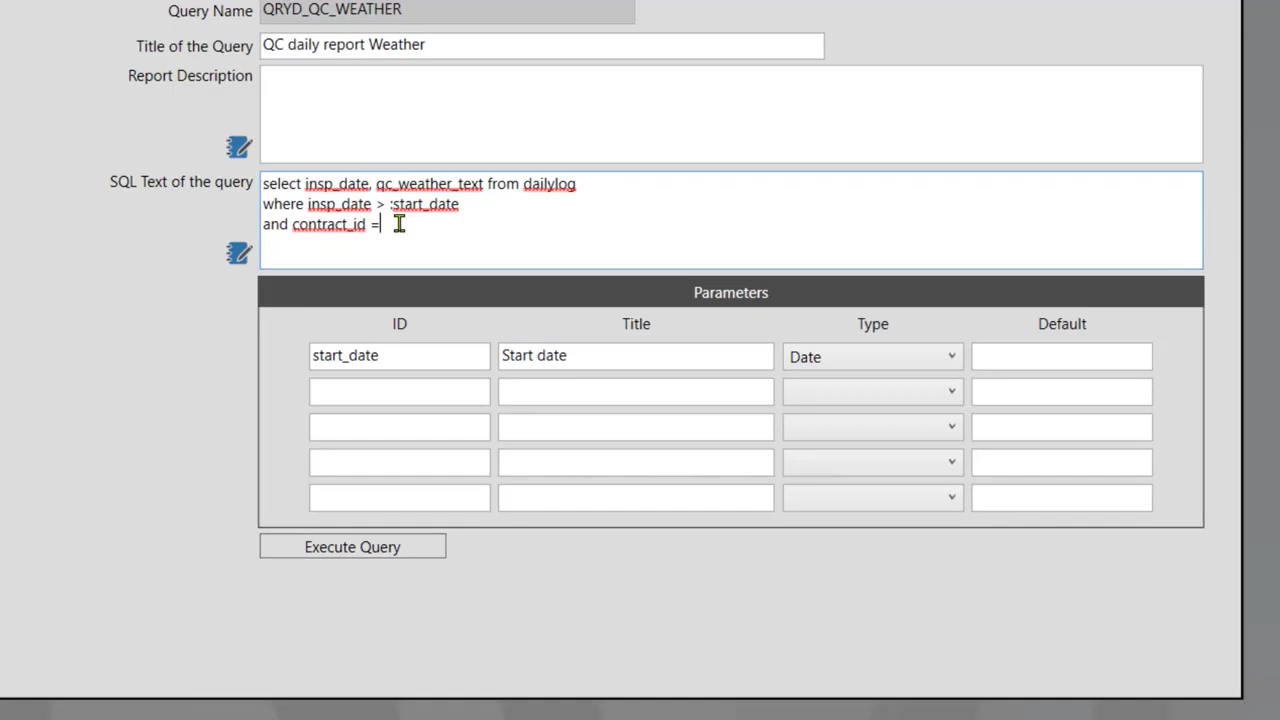 Query Name QRYD_QC_WEATHER
Title of the Query QC daily report Weather
Report Description
SQL Text of the query
select insp_date, qc_weather_text from dailylog
where insp_date > :start_date
and contract_id =
Parameters
ID Title Type Default
start_date Start date Date
Execute Query